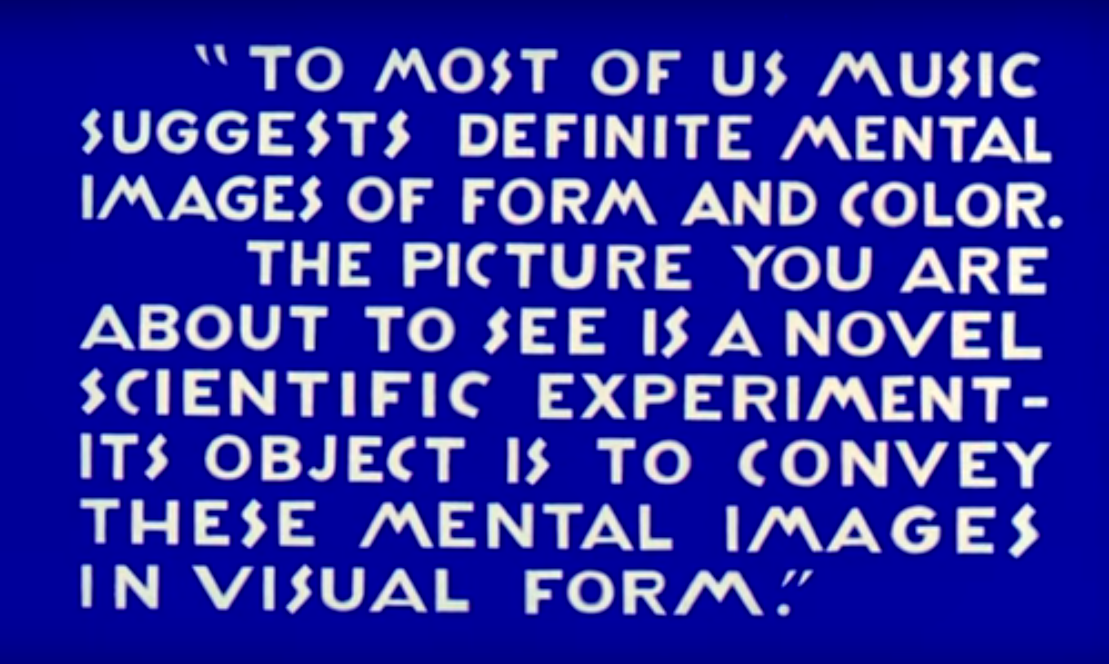 "TO MOST OF US MUSIC
SUGGESTS DEFINITE MENTAL
IMAGES OF FORM AND COLOR.
THE PICTURE YOU ARE
ABOUT TO SEE IS A NOVEL
SCIENTIFIC EXPERIMENT-
ITS OBJECT IS TO CONVEY
THESE MENTAL IMAGES
IN VISUAL FORM."